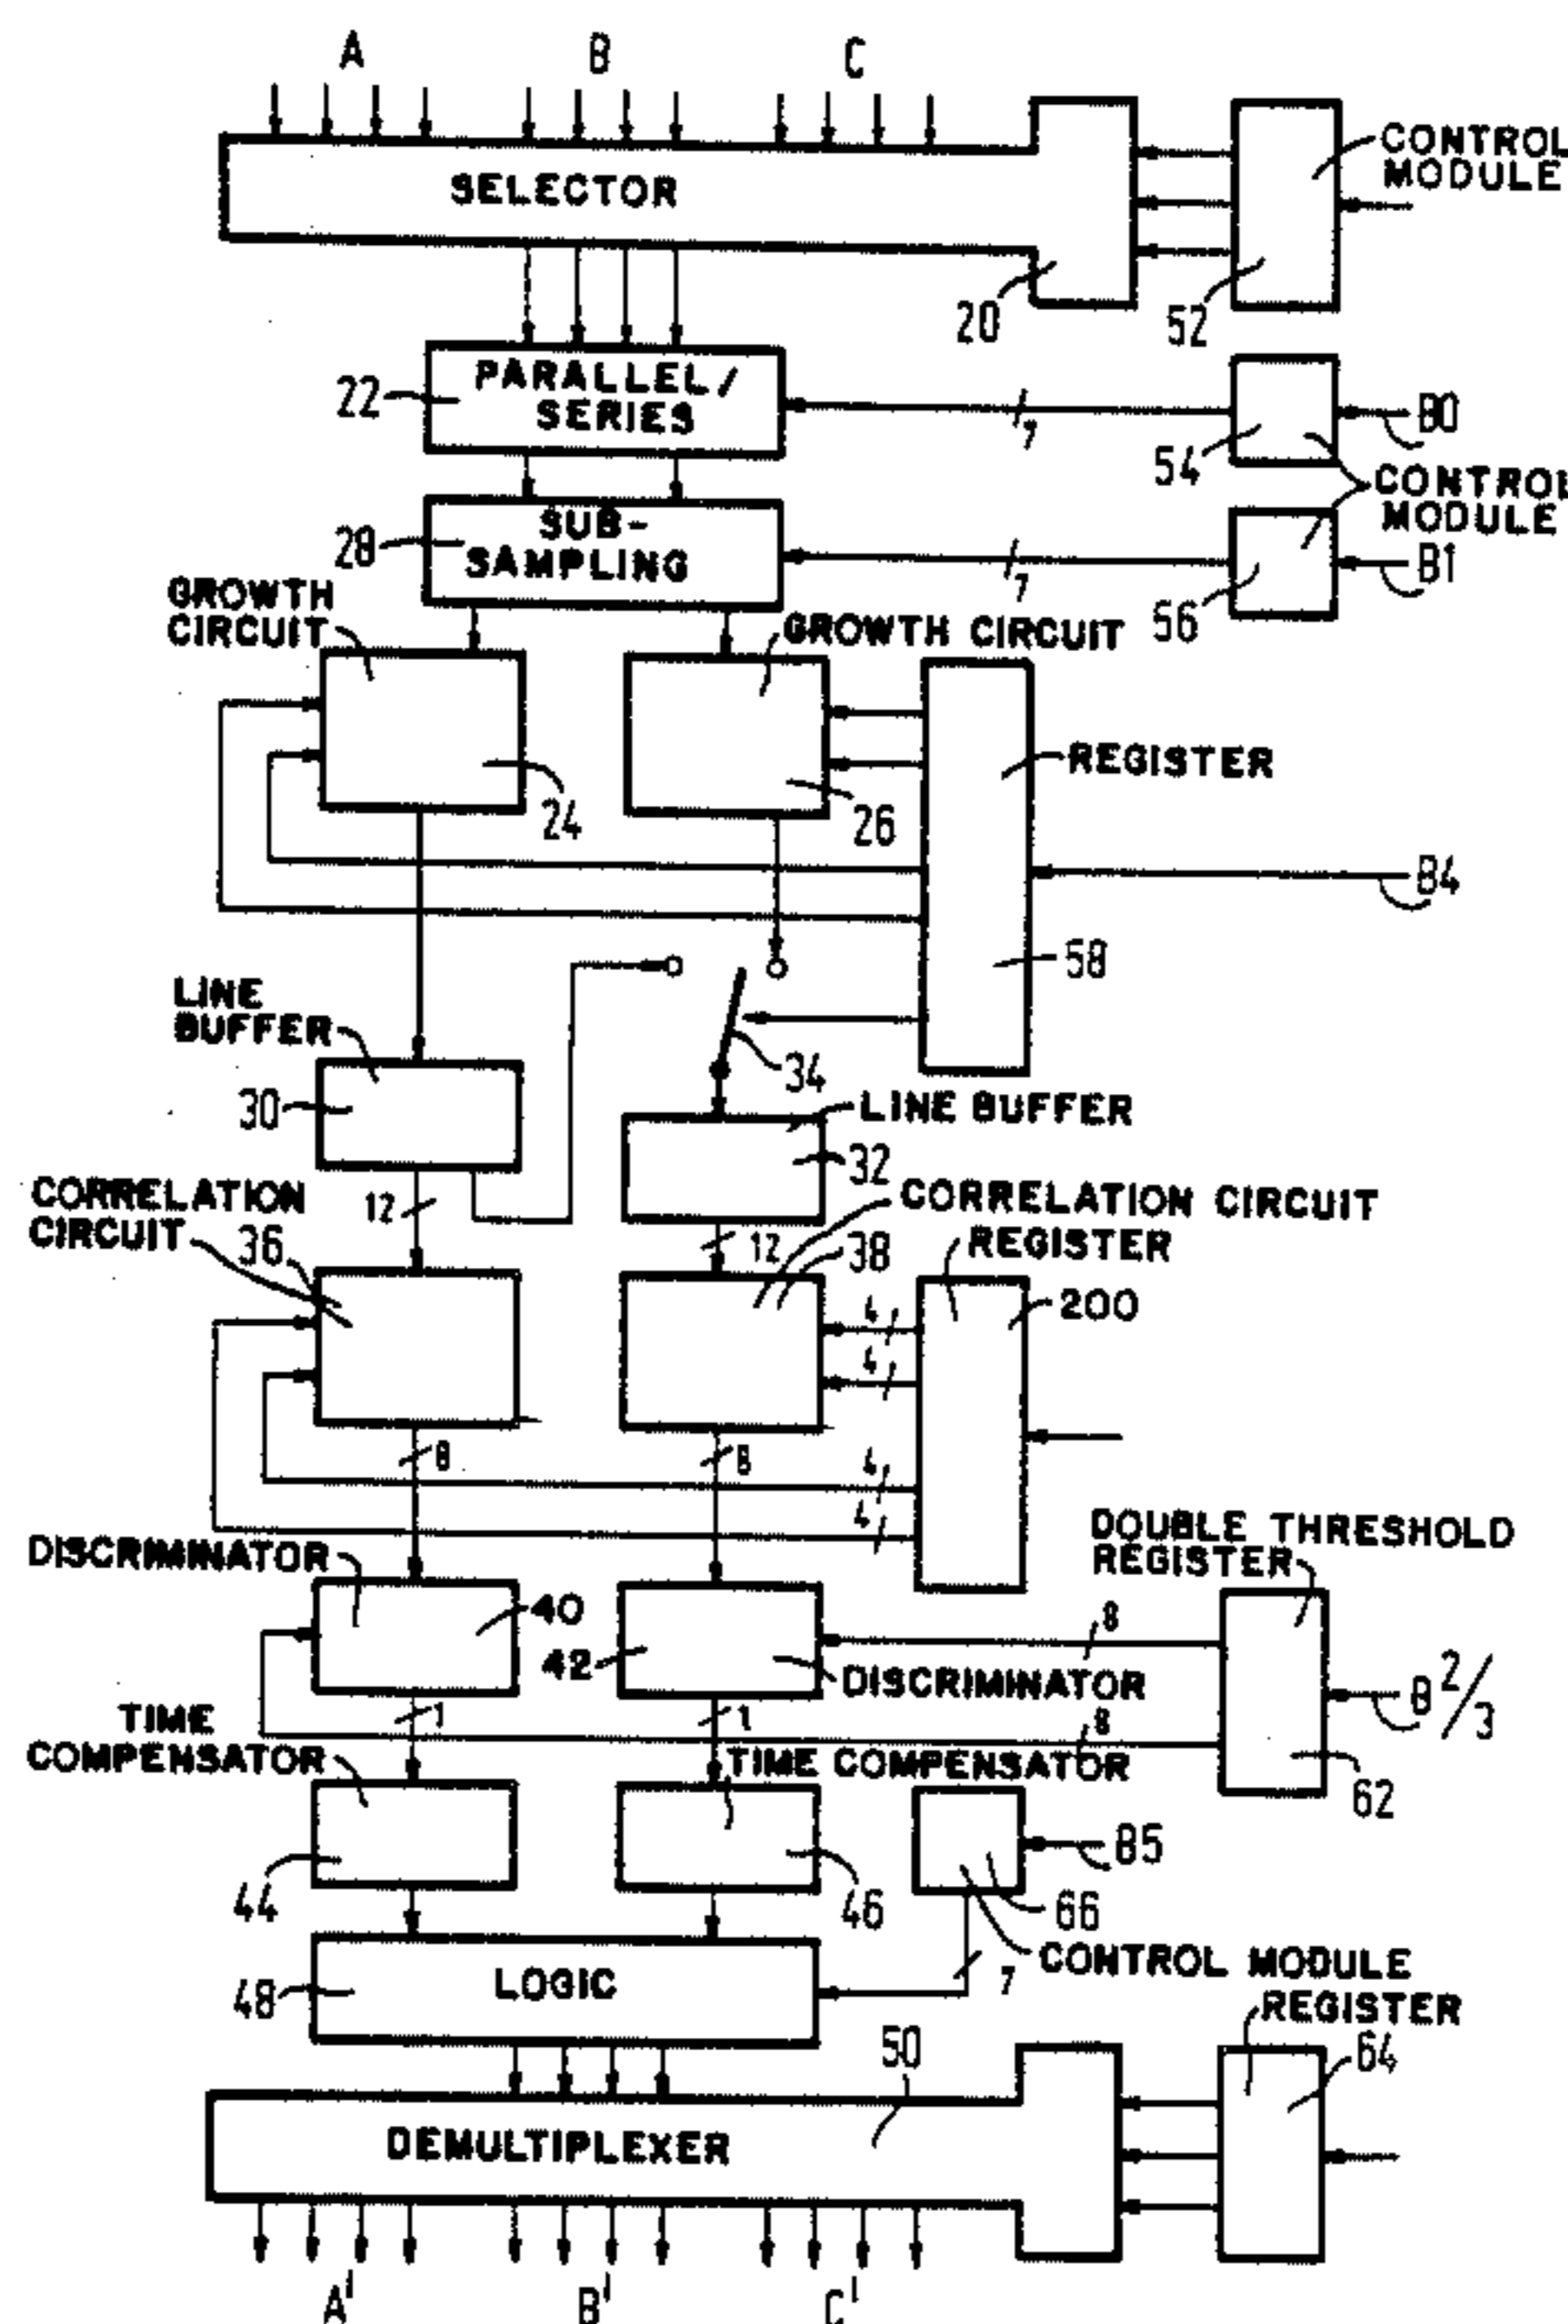 A B C
SELECTOR
CONTROL
MODULE
20
52
22
PARALLEL/
SERIES
7
54
80
CONTROL
MODULE
28
SUB-
SAMPLING
7
56
81
GROWTH
CIRCUIT
GROWTH CIRCUIT
24
26
REGISTER
84
58
LINE
BUFFER
30
34
LINE BUFFER
32
CORRELATION
CIRCUIT
36
12
12
CORRELATION CIRCUIT
38
REGISTER
200
4
4
8
8
4
4
DISCRIMINATOR
40
42
DISCRIMINATOR
DOUBLE THRESHOLD
REGISTER
8
8 2/3
62
1
1
8
TIME
COMPENSATOR
TIME COMPENSATOR
44
46
85
66
CONTROL MODULE
48
LOGIC
7
REGISTER
64
50
DEMULTIPLEXER
A' B' C'